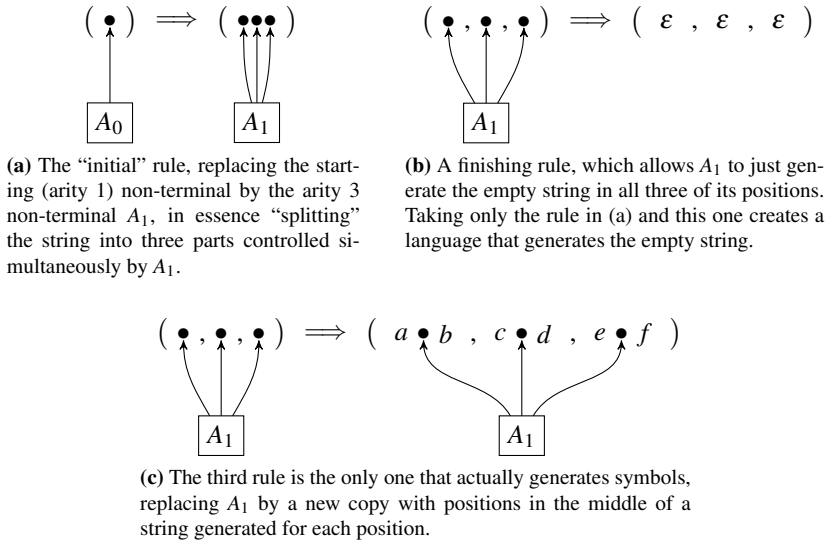 ( • ) ⟹ ( ••• )
A₀ A₁
( • , • , • ) ⟹ ( ε , ε , ε )
A₁
(a) The “initial” rule, replacing the start-
ing (arity 1) non-terminal by the arity 3
non-terminal A₁, in essence “splitting”
the string into three parts controlled si-
multaneously by A₁.
(b) A finishing rule, which allows A₁ to just gen-
erate the empty string in all three of its positions.
Taking only the rule in (a) and this one creates a
language that generates the empty string.
( • , • , • ) ⟹ ( a • b , c • d , e • f )
A₁ A₁
(c) The third rule is the only one that actually generates symbols,
replacing A₁ by a new copy with positions in the middle of a
string generated for each position.